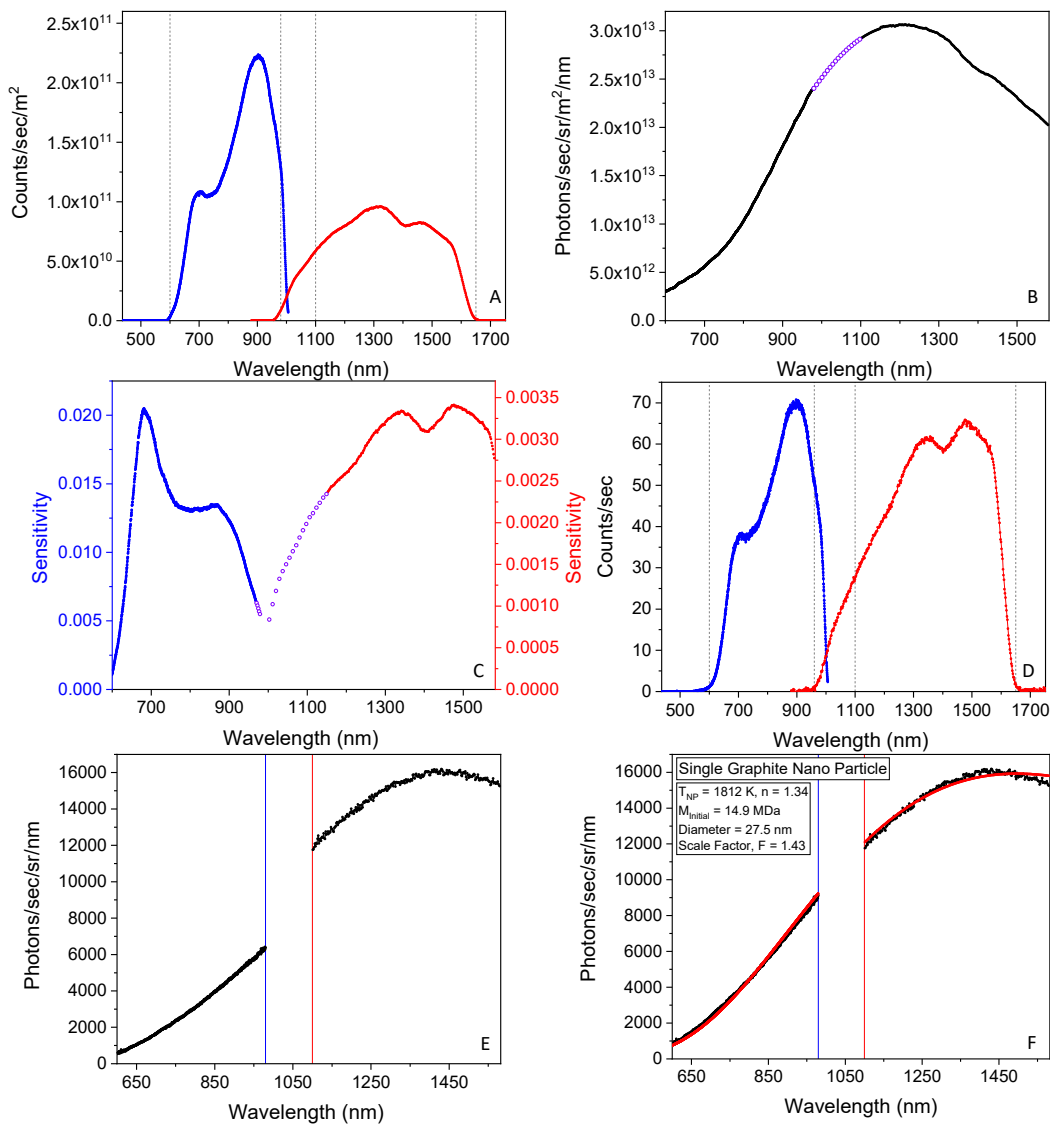 2.5x10¹¹
2.0x10¹¹
1.5x10¹¹
1.0x10¹¹
5.0x10¹⁰
0.0
Counts/sec/m²
500 700 900 1100 1300 1500 1700
Wavelength (nm)
A
3.0x10¹³
2.5x10¹³
2.0x10¹³
1.5x10¹³
1.0x10¹³
5.0x10¹²
0.0
Photons/sec/sr/m²/nm
700 900 1100 1300 1500
Wavelength (nm)
B
0.020
0.015
0.010
0.005
0.000
Sensitivity
0.0035
0.0030
0.0025
0.0020
0.0015
0.0010
0.0005
0.0000
Sensitivity
700 900 1100 1300 1500
Wavelength (nm)
C
70
60
50
40
30
20
10
0
Counts/sec
500 700 900 1100 1300 1500 1700
Wavelength (nm)
D
16000
14000
12000
10000
8000
6000
4000
2000
0
Photons/sec/sr/nm
650 850 1050 1250 1450
Wavelength (nm)
E
16000
14000
12000
10000
8000
6000
4000
2000
0
Photons/sec/sr/nm
Single Graphite Nano Particle
T_NP = 1812 K, n = 1.34
M_Initial = 14.9 MDa
Diameter = 27.5 nm
Scale Factor, F = 1.43
650 850 1050 1250 1450
Wavelength (nm)
F